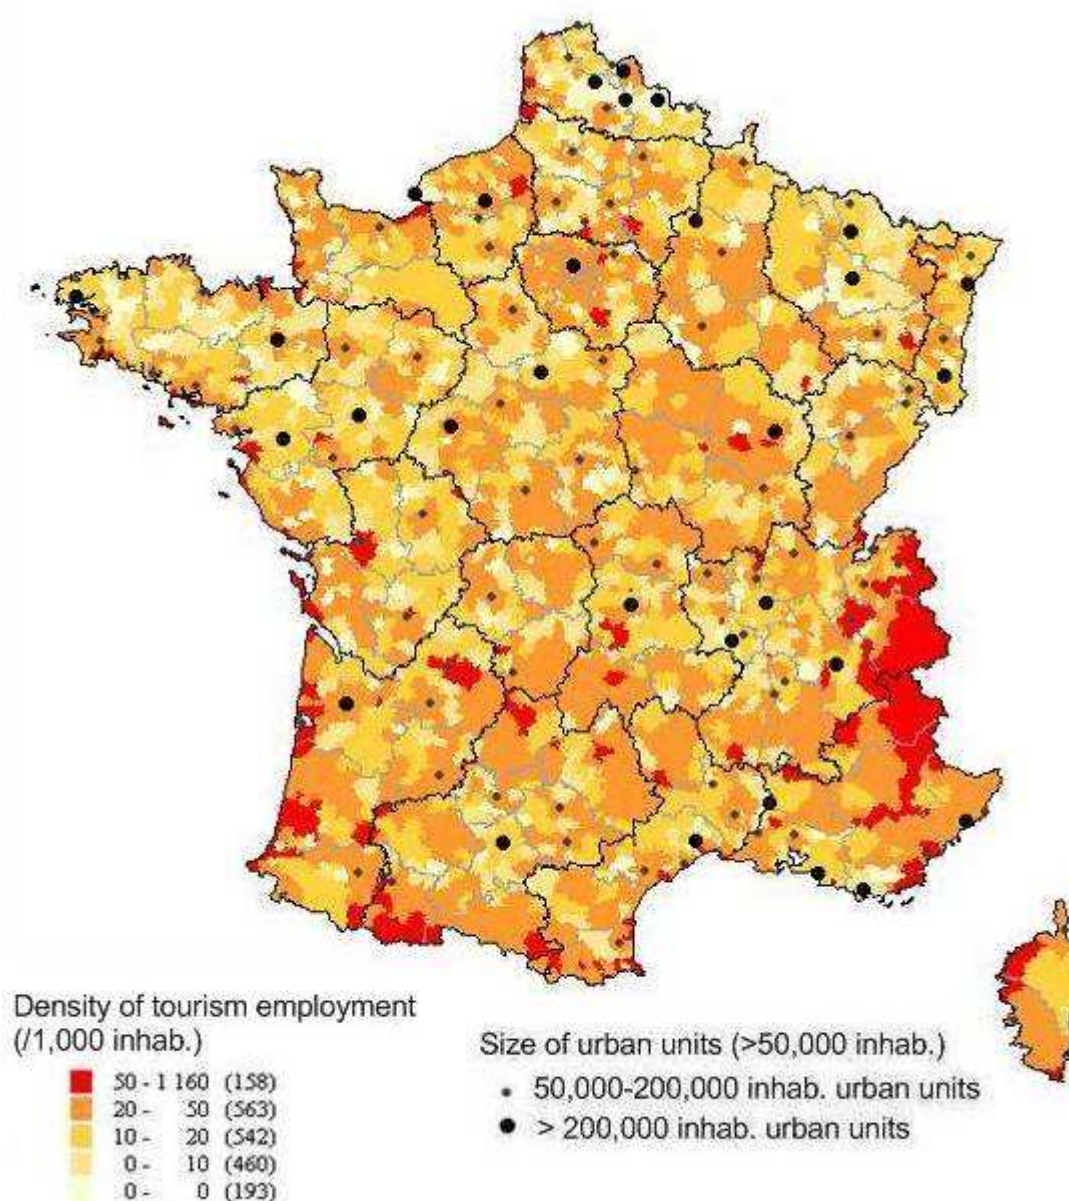 Density of tourism employment
(/1,000 inhab.)
50 - 1 160 (158)
20 - 50 (563)
10 - 20 (542)
0 - 10 (460)
0 - 0 (193)
Size of urban units (>50,000 inhab.)
50,000-200,000 inhab. urban units
> 200,000 inhab. urban units